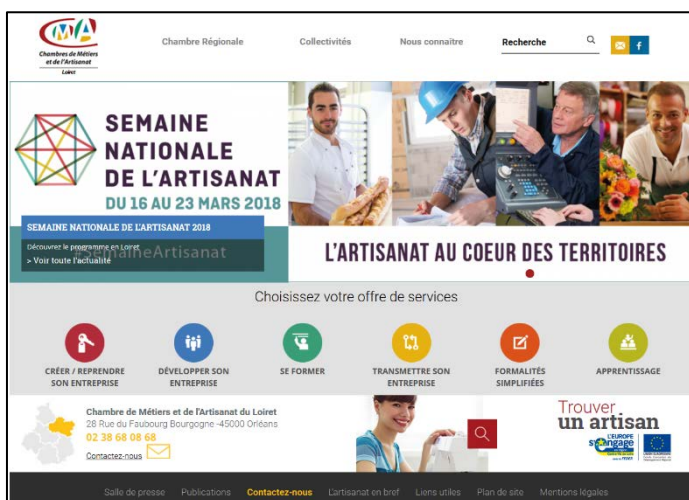 CMA
Chambres de Métiers
et de l'Artisanat
Loiret
Chambre Régionale
Collectivités
Nous connaître
Recherche
SEMAINE
NATIONALE
DE L'ARTISANAT
DU 16 AU 23 MARS 2018
SEMAINE NATIONALE DE L'ARTISANAT 2018
Découvrez le programme en Loiret
#SemaineArtisanat
> Voir toute l'actualité
L'ARTISANAT AU COEUR DES TERRITOIRES
Choisissez votre offre de services
CRÉER / REPRENDRE
SON ENTREPRISE
DÉVELOPPER SON
ENTREPRISE
SE FORMER
TRANSMETTRE SON
ENTREPRISE
FORMALITÉS
SIMPLIFIÉES
APPRENTISSAGE
Chambre de Métiers et de l'Artisanat du Loiret
28 Rue du Faubourg Bourgogne -45000 Orléans
02 38 68 08 68
Contactez-nous
Trouver
un artisan
L'EUROPE
s'engage
Salle de presse
Publications
Contactez-nous
L'artisanat en bref
Liens utiles
Plan de site
Mentions légales